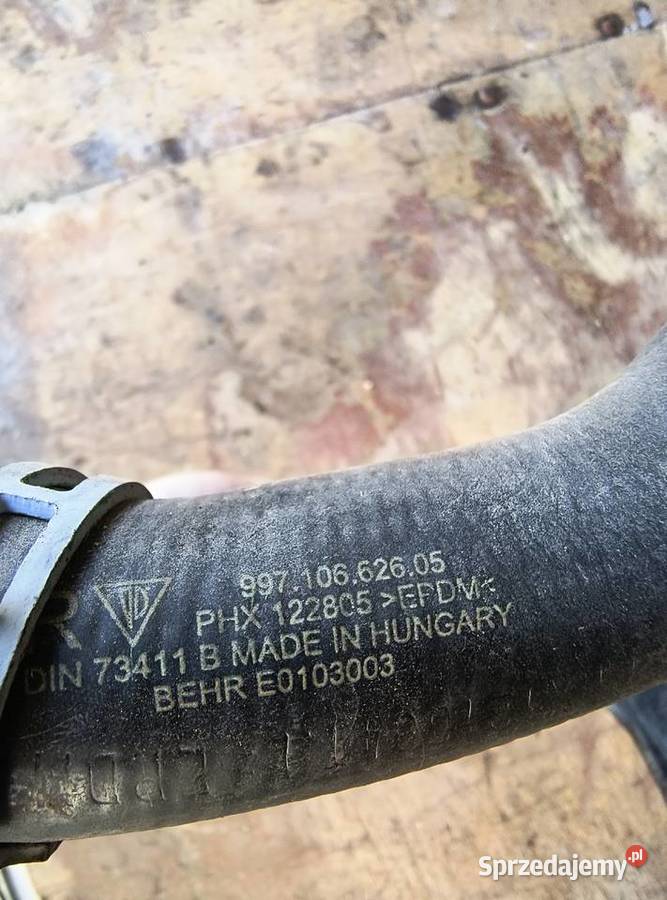 997.106.626.05
PHX 122805 >EPDM<
R
DIN 73411 B MADE IN HUNGARY
BEHR E0103003
Sprzedajemy.pl